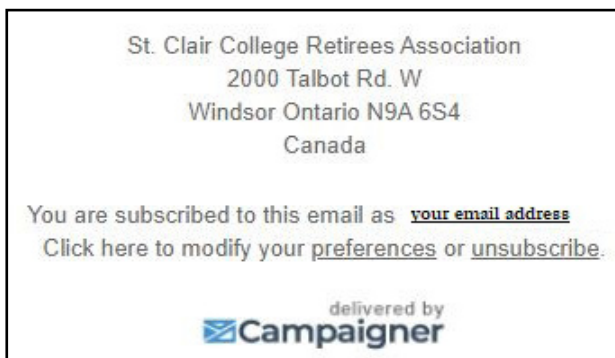 St. Clair College Retirees Association
2000 Talbot Rd. W
Windsor Ontario N9A 6S4
Canada
You are subscribed to this email as your email address
Click here to modify your preferences or unsubscribe.
delivered by
Campaigner